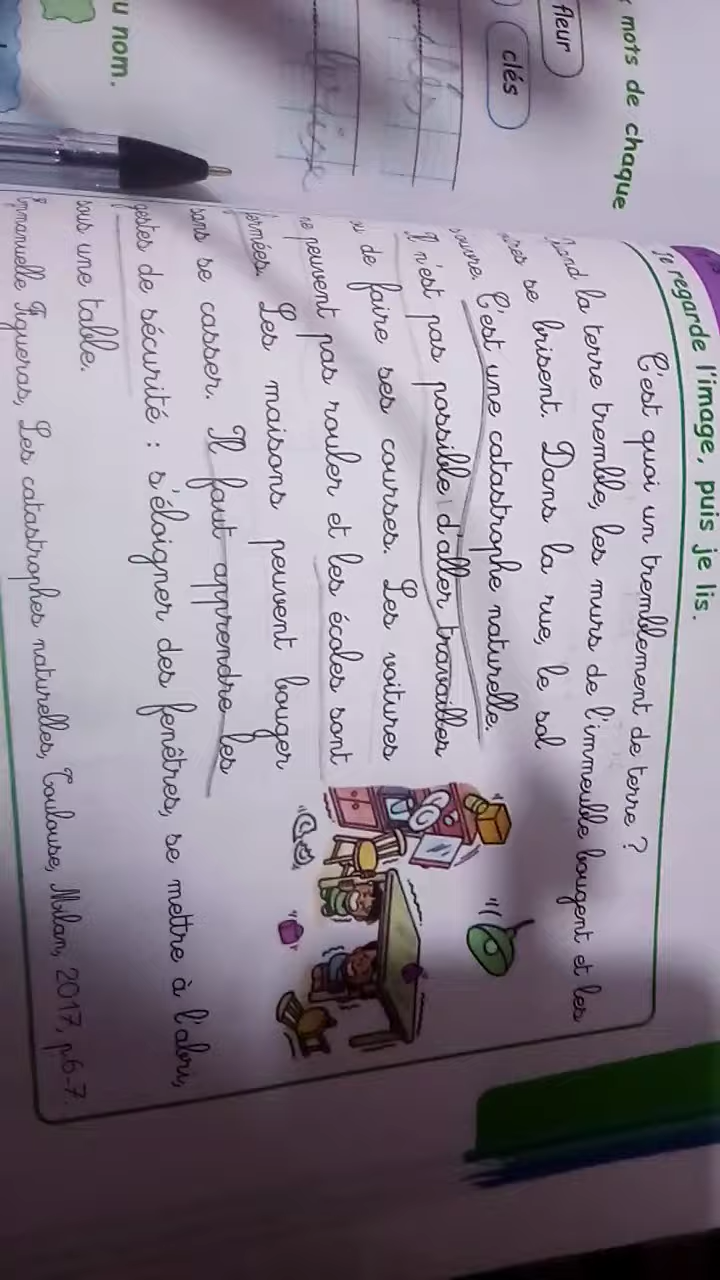 mots de chaque
fleur
clés
u nom.
Je regarde l'image, puis je lis.
C'est quoi un tremblement de terre ?
Quand la terre tremble, les murs de l'immeuble bougent et les
se brisent. Dans la rue, le sol
s'ouvre. C'est une catastrophe naturelle.
Il n'est pas possible d'aller travailler
ou de faire ses courses. Les voitures
ne peuvent pas rouler et les écoles sont
fermées. Les maisons peuvent bouger
sans se casser. Il faut apprendre les
gestes de sécurité : s'éloigner des fenêtres, se mettre à l'abri,
sous une table.
Emmanuelle Figueras, Les catastrophes naturelles, Toulouse, Milan, 2017, p.6-7.